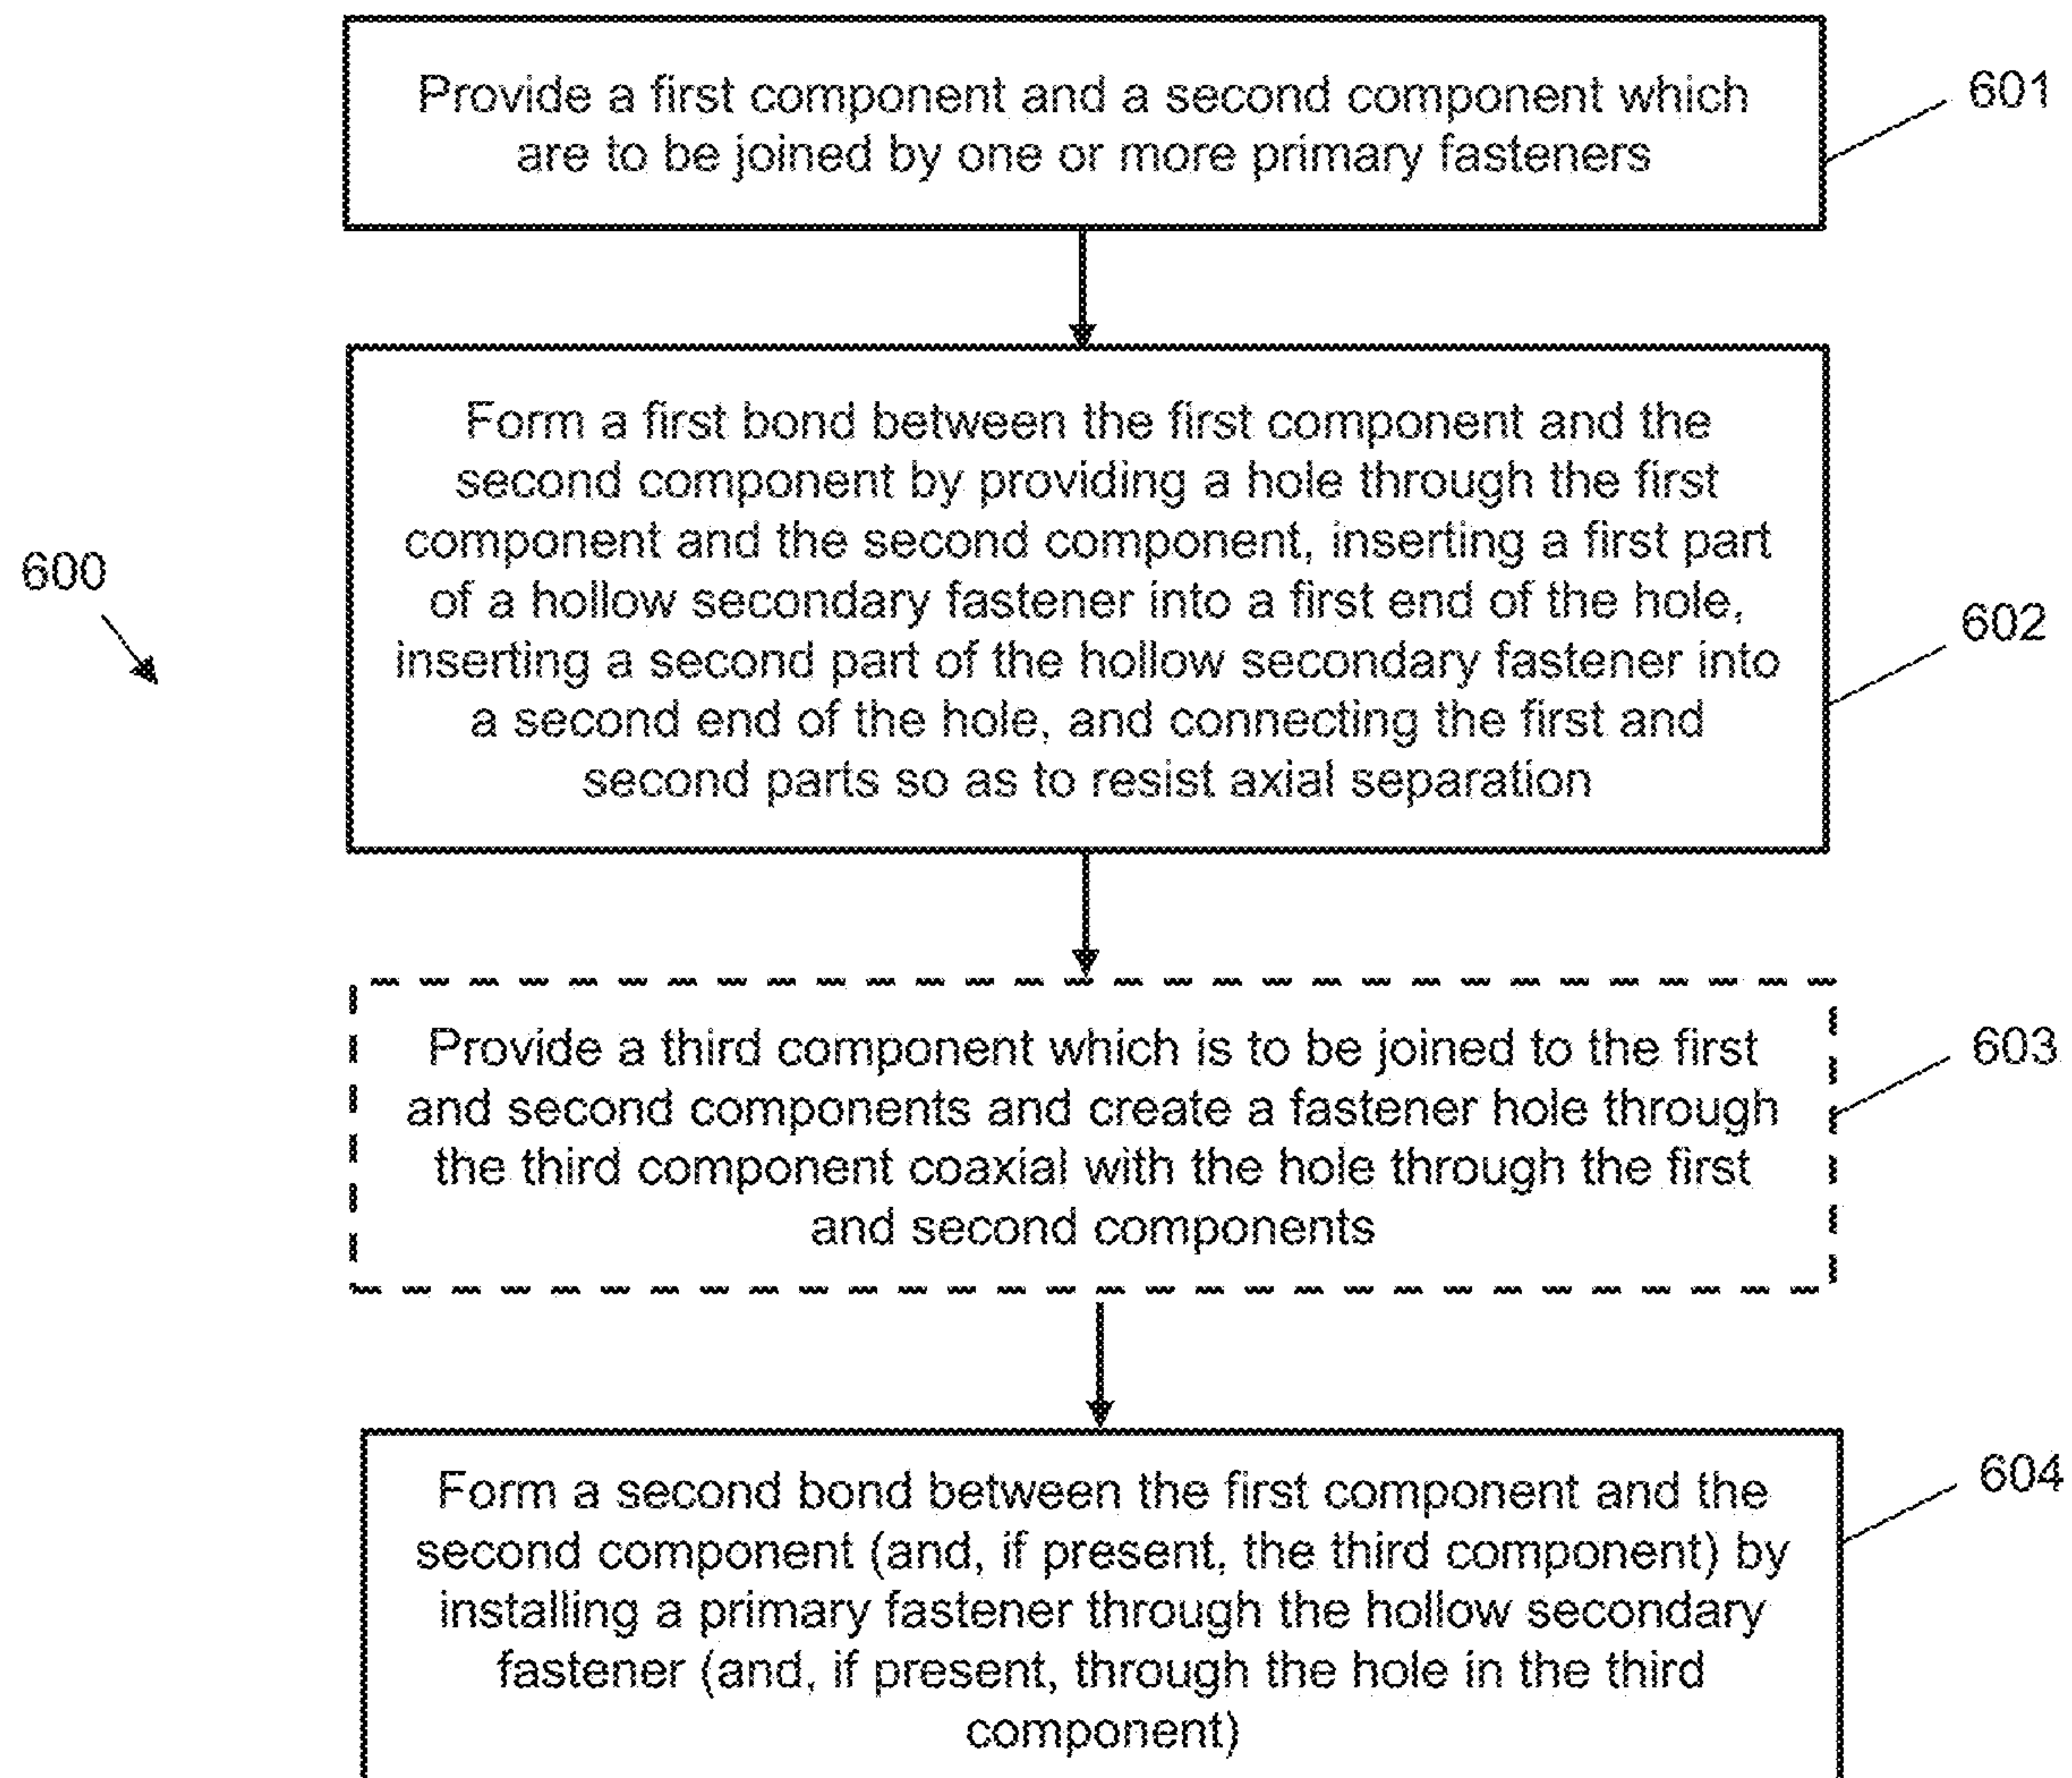 Provide a first component and a second component which
are to be joined by one or more primary fasteners
601
Form a first bond between the first component and the
second component by providing a hole through the first
component and the second component, inserting a first part
of a hollow secondary fastener into a first end of the hole,
inserting a second part of the hollow secondary fastener into
a second end of the hole, and connecting the first and
second parts so as to resist axial separation
600
602
Provide a third component which is to be joined to the first
and second components and create a fastener hole through
the third component coaxial with the hole through the first
and second components
603
Form a second bond between the first component and the
second component (and, if present, the third component) by
installing a primary fastener through the hollow secondary
fastener (and, if present, through the hole in the third
component)
604